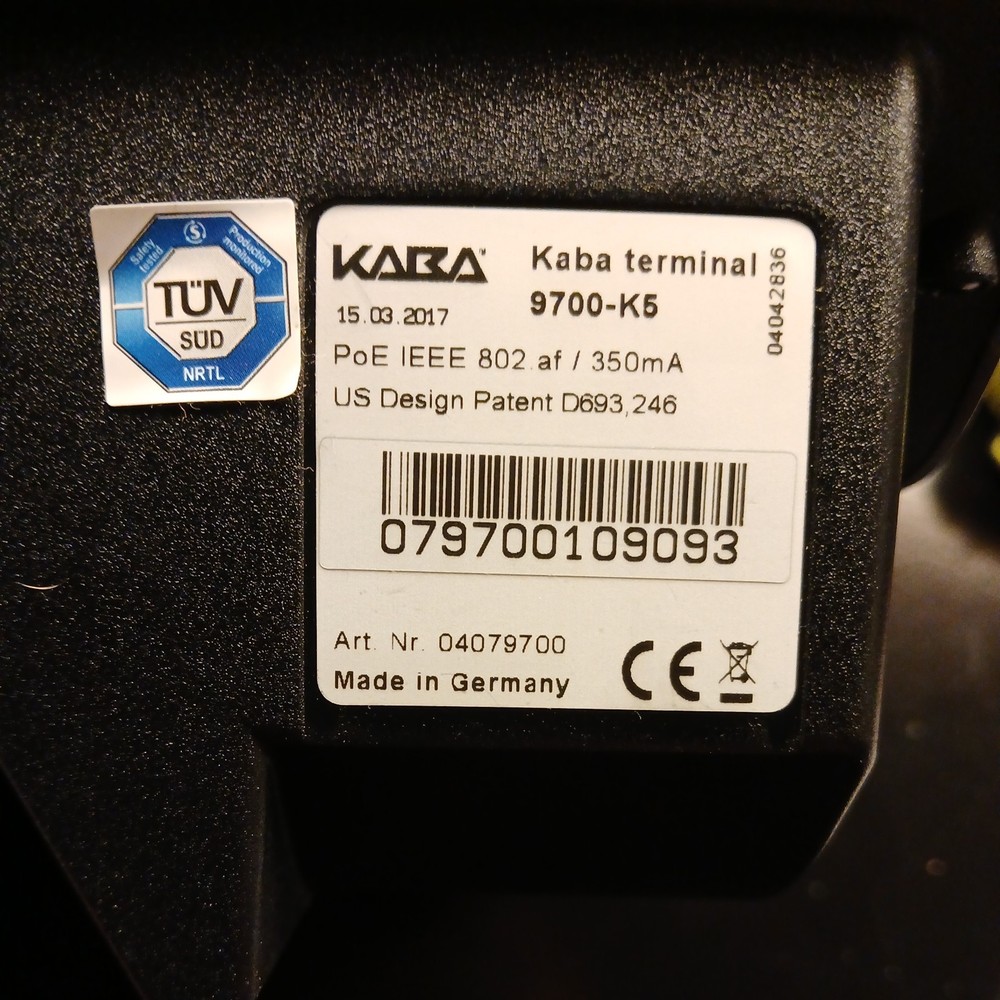 Safety tested
Production monitored
TÜV
SÜD
NRTL
KABA™
Kaba terminal
9700-K5
15.03.2017
04042836
PoE IEEE 802.af / 350mA
US Design Patent D693,246
079700109093
Art. Nr. 04079700
Made in Germany
CE